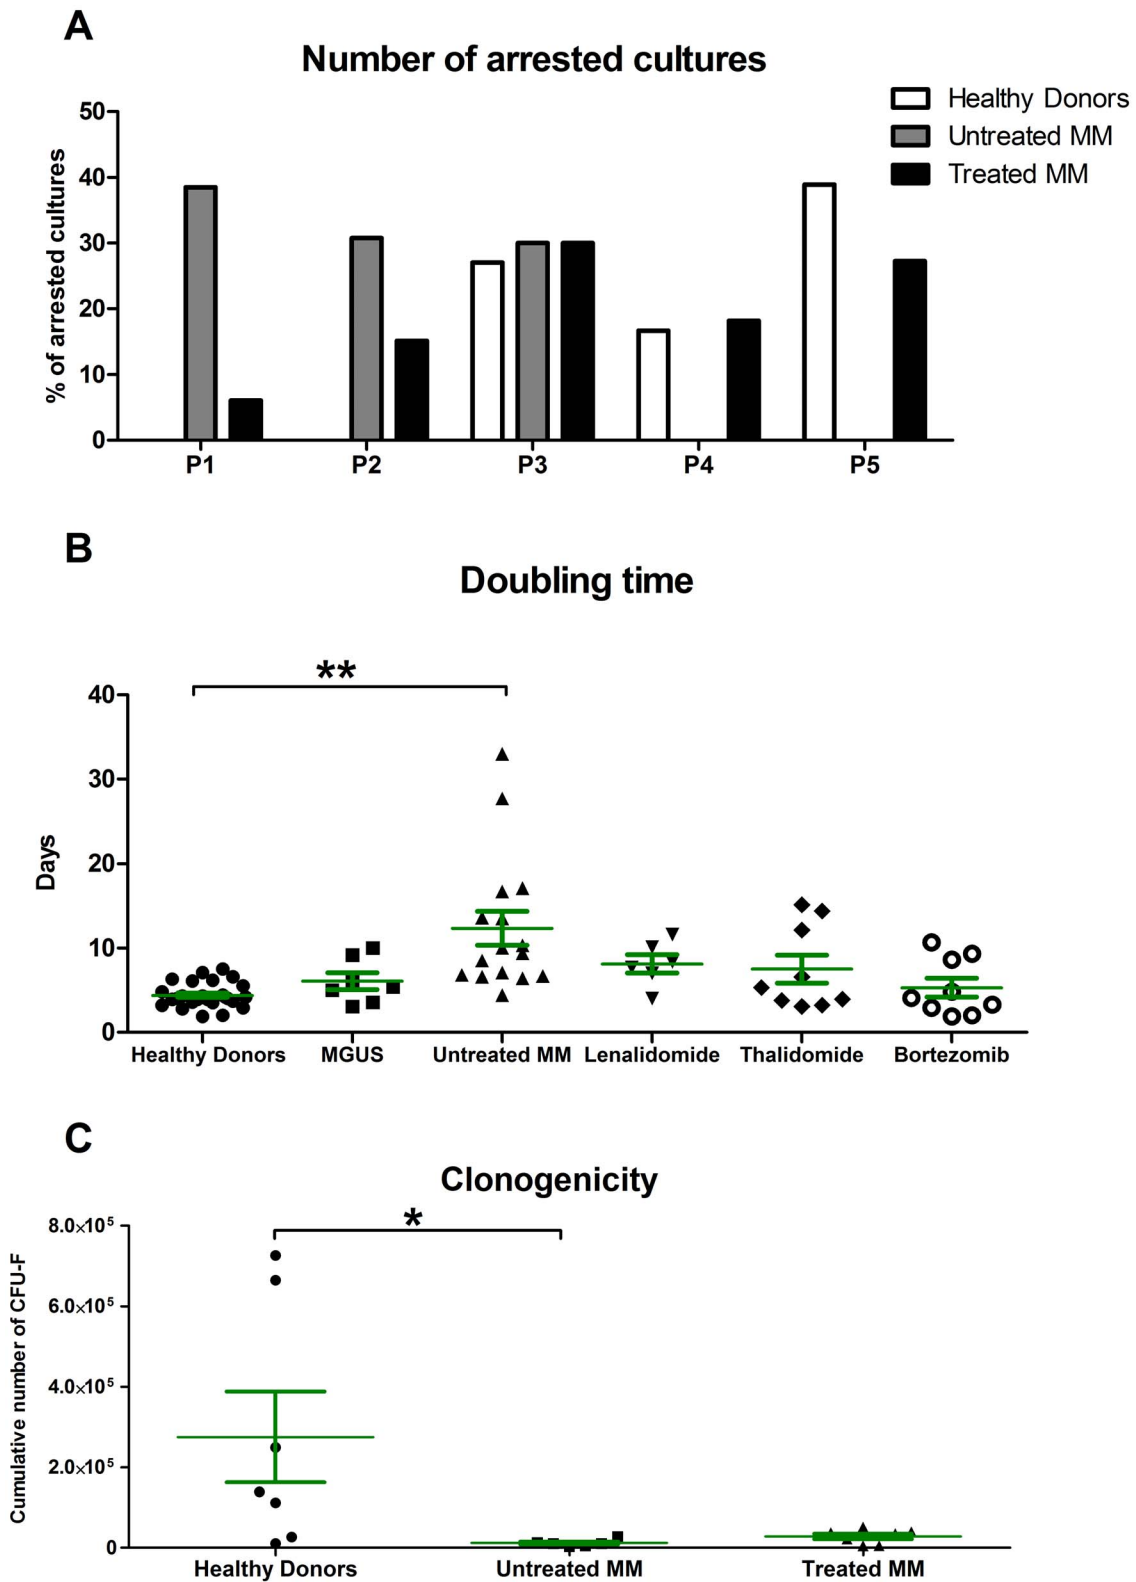 A
Number of arrested cultures
Healthy Donors
Untreated MM
Treated MM
% of arrested cultures
50
40
30
20
10
0
P1 P2 P3 P4 P5
B
Doubling time
**
Days
40
30
20
10
0
Healthy Donors MGUS Untreated MM Lenalidomide Thalidomide Bortezomib
C
Clonogenicity
*
Cumulative number of CFU-F
8.0×10⁵
6.0×10⁵
4.0×10⁵
2.0×10⁵
0
Healthy Donors Untreated MM Treated MM